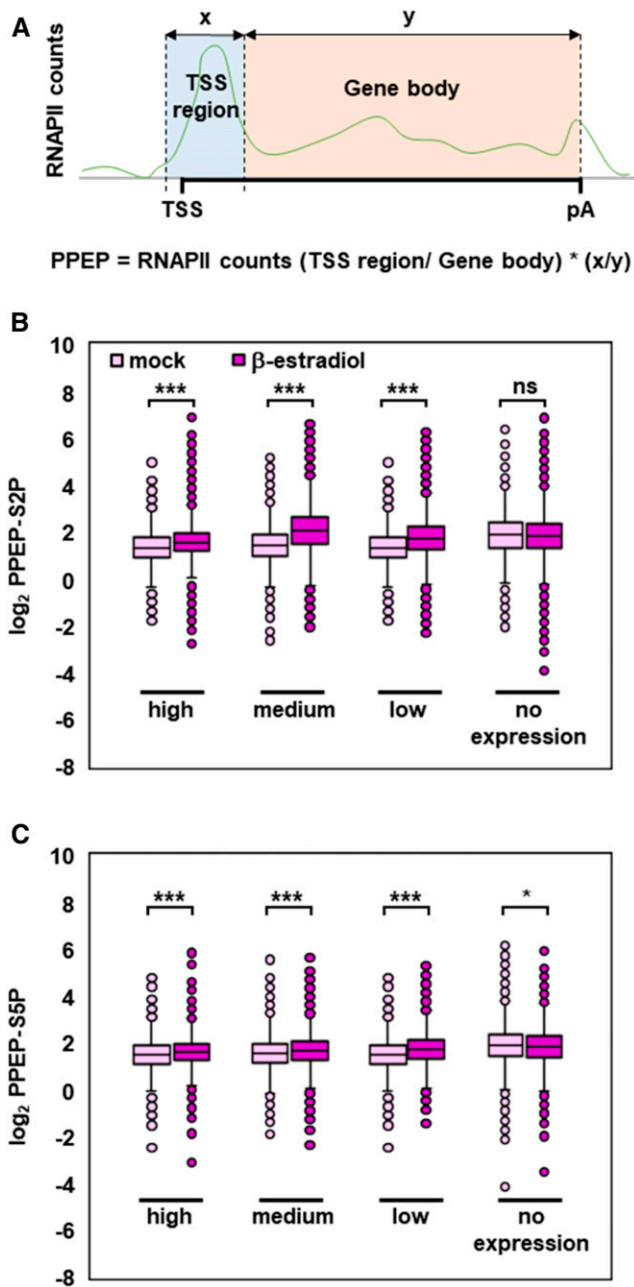 A
x
y
RNAPII counts
TSS
region
Gene body
TSS
pA
PPEP = RNAPII counts (TSS region/ Gene body) * (x/y)
B
log2 PPEP-S2P
10
8
6
4
2
0
-2
-4
-6
-8
mock
β-estradiol
***
***
***
ns
high
medium
low
no
expression
C
log2 PPEP-S5P
10
8
6
4
2
0
-2
-4
-6
-8
***
***
***
*
high
medium
low
no
expression